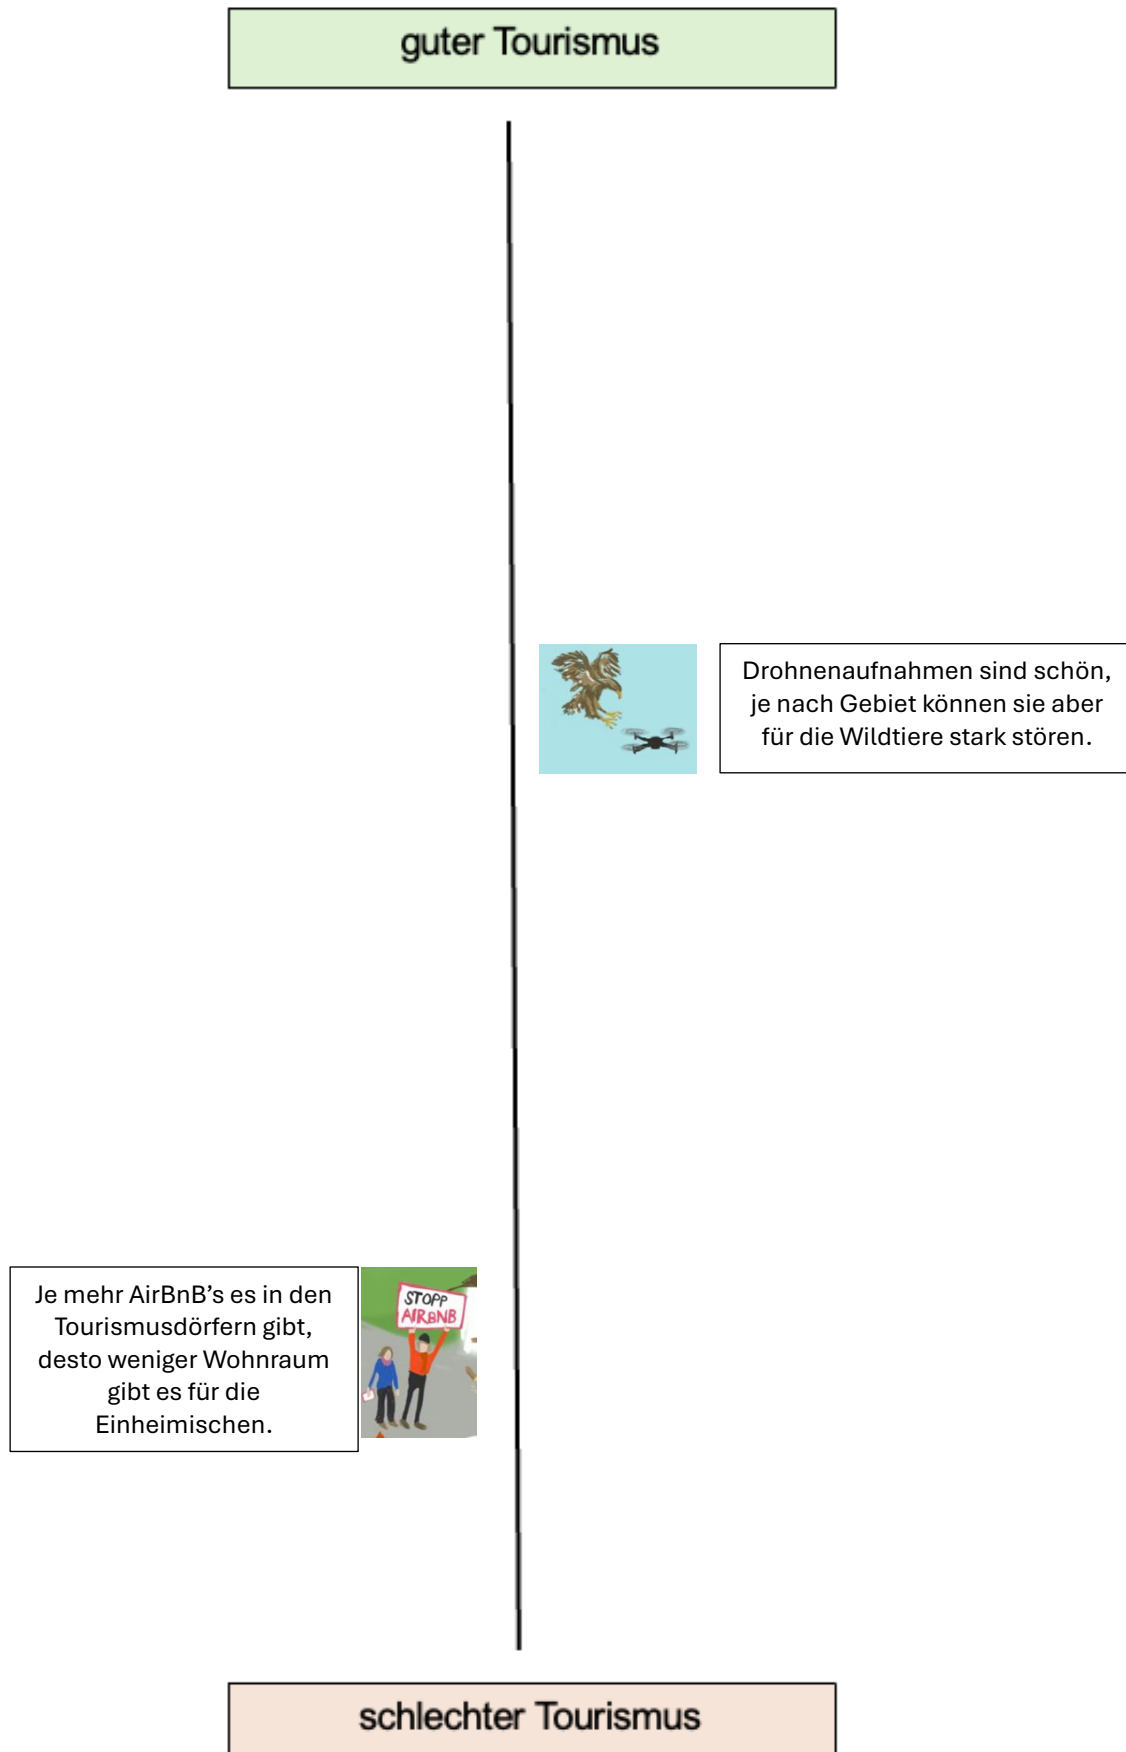 guter Tourismus
Drohnenaufnahmen sind schön,
je nach Gebiet können sie aber
für die Wildtiere stark stören.
Je mehr AirBnB’s es in den
Tourismusdörfern gibt,
desto weniger Wohnraum
gibt es für die
Einheimischen.
STOPP
AIRBNB
schlechter Tourismus